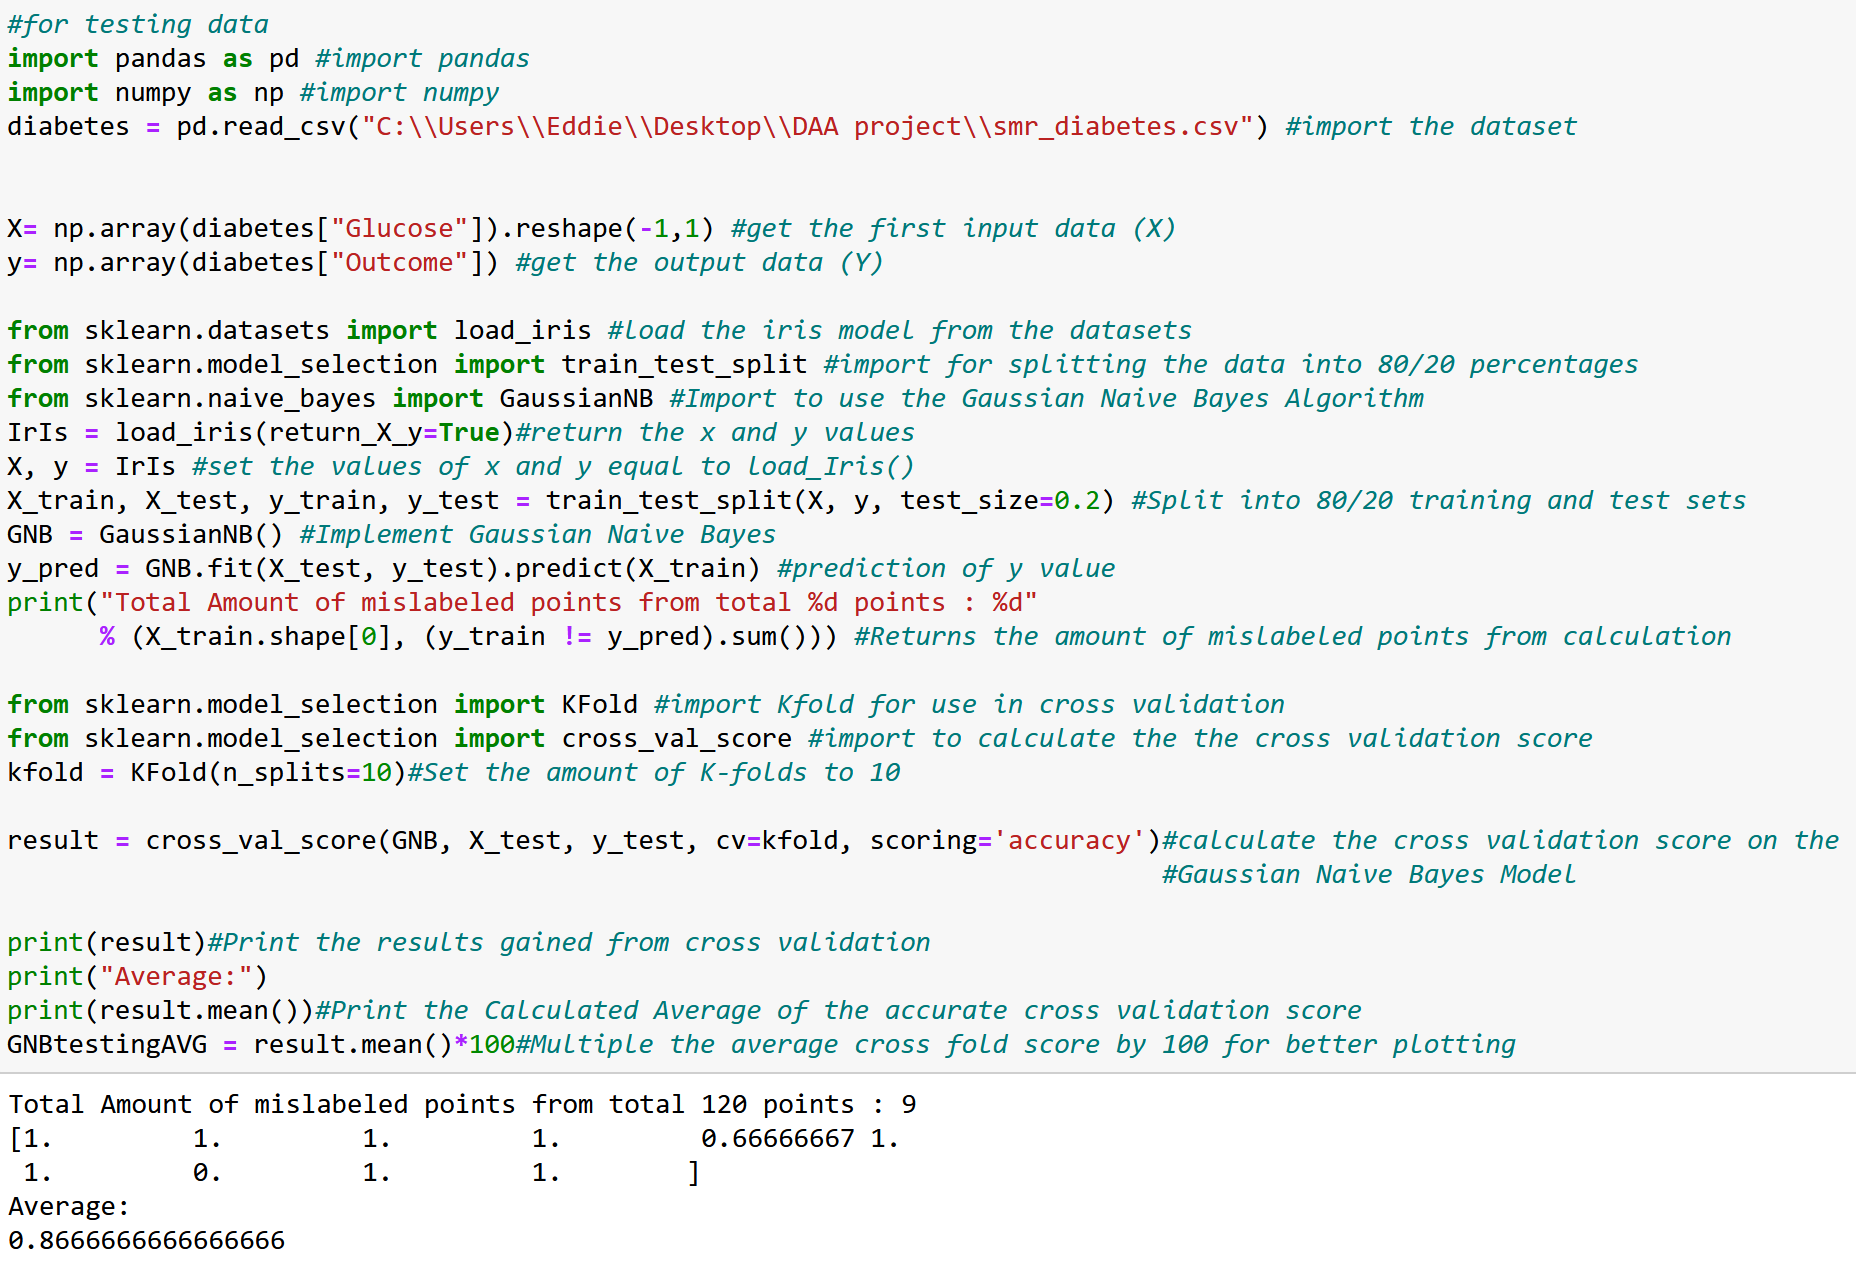 #for testing data
import pandas as pd #import pandas
import numpy as np #import numpy
diabetes = pd.read_csv("C:\\Users\\Eddie\\Desktop\\DAA project\\smr_diabetes.csv") #import the dataset
X= np.array(diabetes["Glucose"]).reshape(-1,1) #get the first input data (X)
y= np.array(diabetes["Outcome"]) #get the output data (Y)
from sklearn.datasets import load_iris #load the iris model from the datasets
from sklearn.model_selection import train_test_split #import for splitting the data into 80/20 percentages
from sklearn.naive_bayes import GaussianNB #Import to use the Gaussian Naive Bayes Algorithm
IrIs = load_iris(return_X_y=True)#return the x and y values
X, y = IrIs #set the values of x and y equal to load_Iris()
X_train, X_test, y_train, y_test = train_test_split(X, y, test_size=0.2) #Split into 80/20 training and test sets
GNB = GaussianNB() #Implement Gaussian Naive Bayes
y_pred = GNB.fit(X_test, y_test).predict(X_train) #prediction of y value
print("Total Amount of mislabeled points from total %d points : %d"
      % (X_train.shape[0], (y_train != y_pred).sum())) #Returns the amount of mislabeled points from calculation
from sklearn.model_selection import KFold #import Kfold for use in cross validation
from sklearn.model_selection import cross_val_score #import to calculate the the cross validation score
kfold = KFold(n_splits=10)#Set the amount of K-folds to 10
result = cross_val_score(GNB, X_test, y_test, cv=kfold, scoring='accuracy')#calculate the cross validation score on the
#Gaussian Naive Bayes Model
print(result)#Print the results gained from cross validation
print("Average:")
print(result.mean())#Print the Calculated Average of the accurate cross validation score
GNBtestingAVG = result.mean()*100#Multiple the average cross fold score by 100 for better plotting
Total Amount of mislabeled points from total 120 points : 9
[1.         1.         1.         1.         0.66666667 1.
 1.         0.         1.         1.        ]
Average:
0.8666666666666666